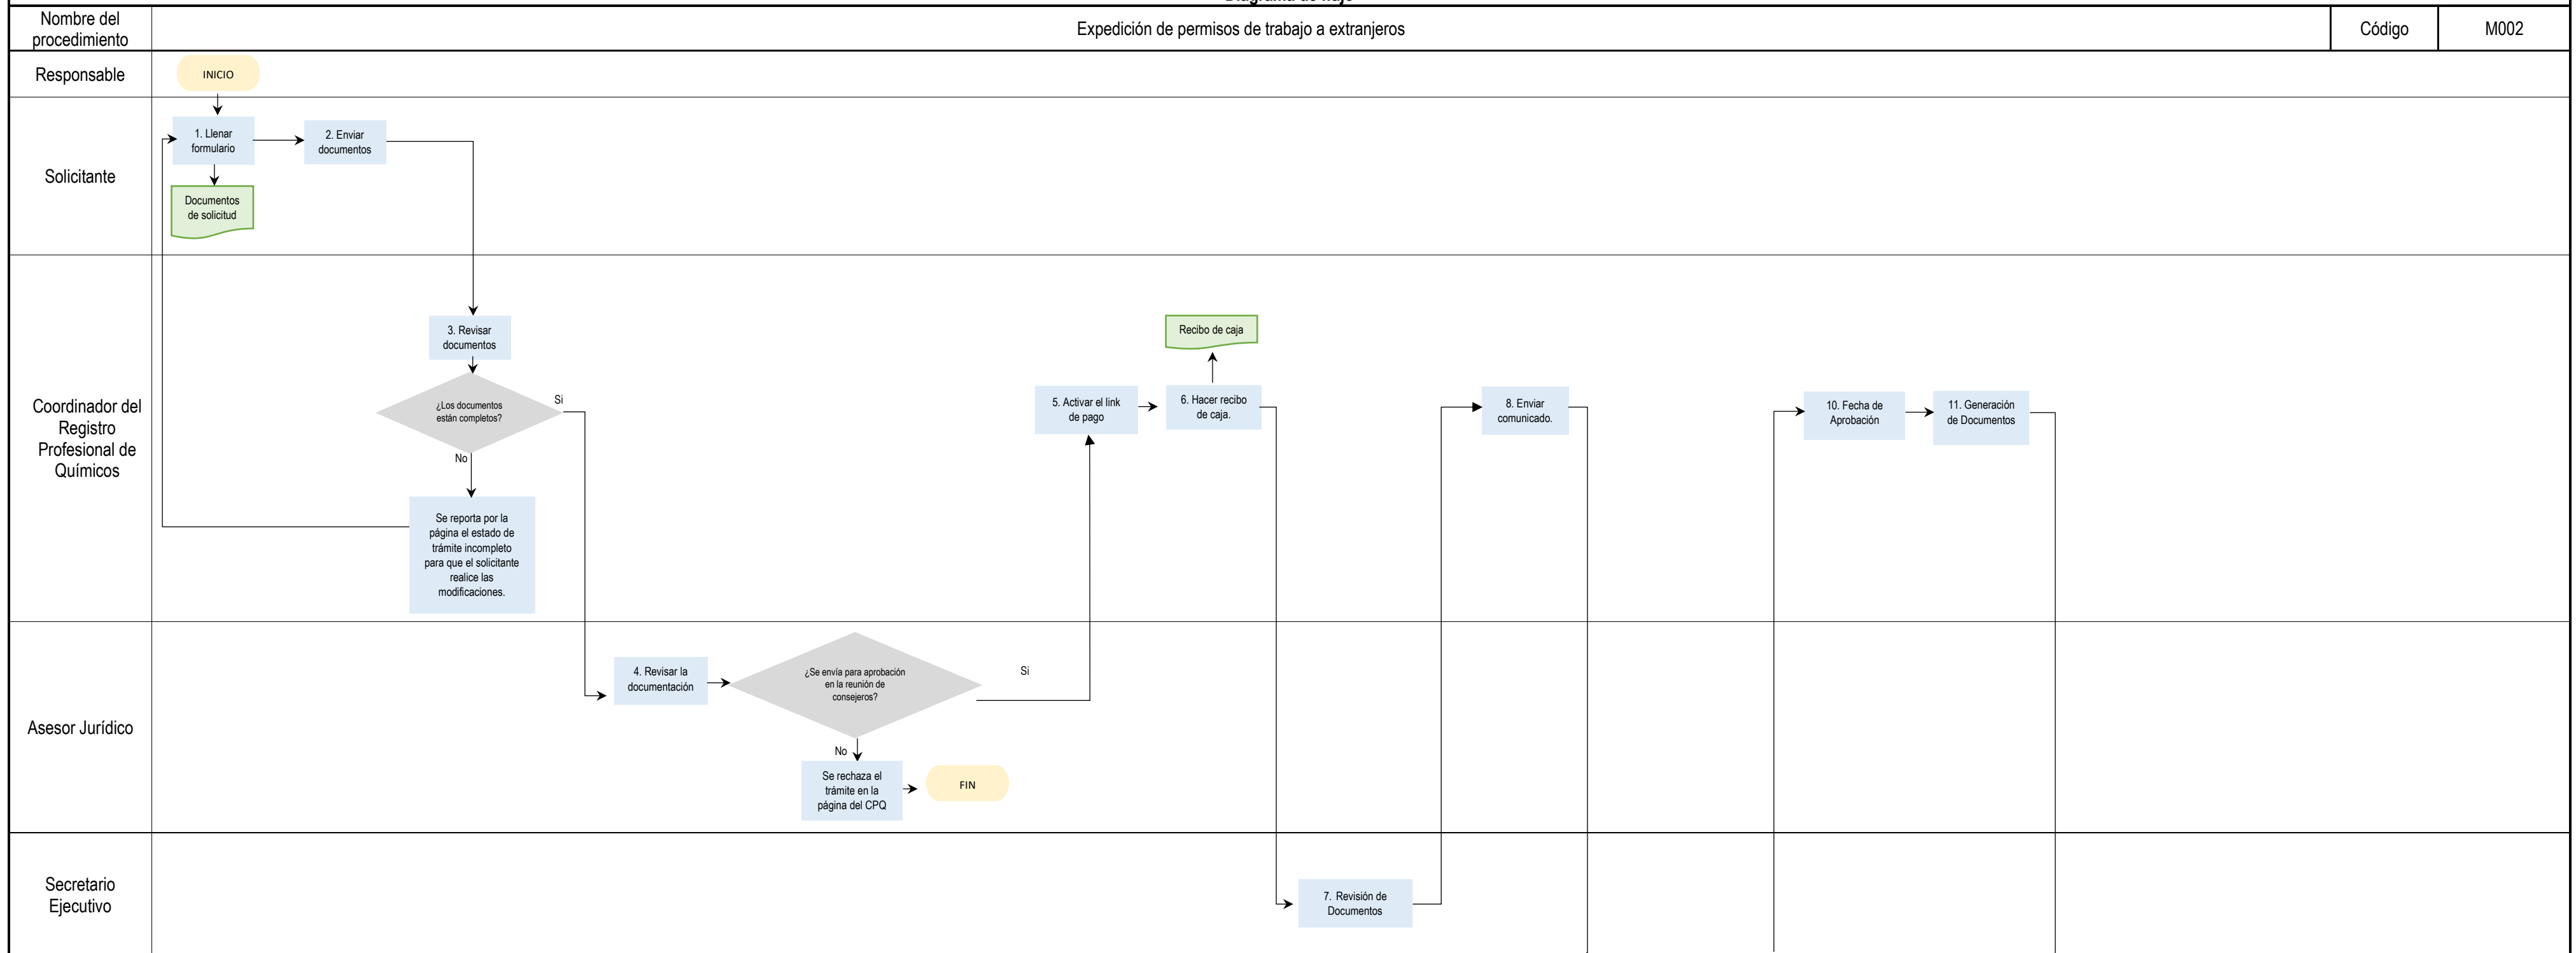 Diagrama de flujo
Nombre del
procedimiento
Expedición de permisos de trabajo a extranjeros
Código
M002
Responsable
INICIO
Solicitante
1. Llenar
formulario
2. Enviar
documentos
Documentos
de solicitud
Coordinador del
Registro
Profesional de
Químicos
3. Revisar
documentos
¿Los documentos
están completos?
Si
No
Se reporta por la
página el estado de
trámite incompleto
para que el solicitante
realice las
modificaciones.
5. Activar el link
de pago
Recibo de caja
6. Hacer recibo
de caja.
8. Enviar
comunicado.
10. Fecha de
Aprobación
11. Generación
de Documentos
Asesor Jurídico
4. Revisar la
documentación
¿Se envía para aprobación
en la reunión de
consejeros?
Si
No
Se rechaza el
trámite en la
página del CPQ
FIN
Secretario
Ejecutivo
7. Revisión de
Documentos